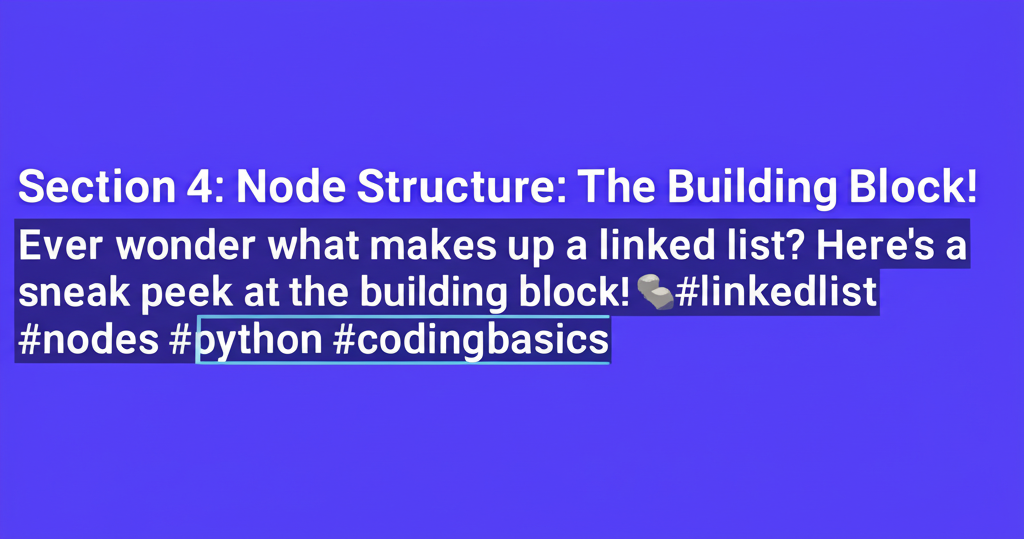 Section 4: Node Structure: The Building Block!
Ever wonder what makes up a linked list? Here's a
sneak peek at the building block! 🪨#linkedlist
#nodes #python #codingbasics